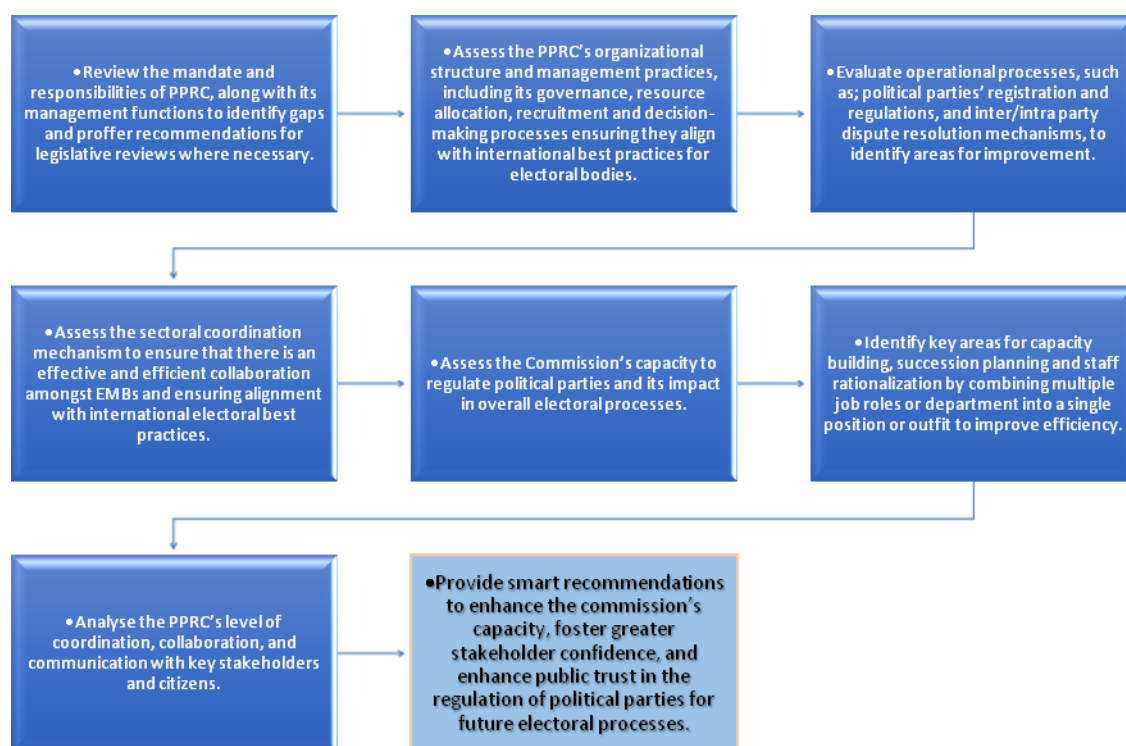 •Review the mandate and
responsibilities of PPRC, along with its
management functions to identify gaps
and proffer recommendations for
legislative reviews where necessary.
•Assess the PPRC's organizational
structure and management practices,
including its governance, resource
allocation, recruitment and decision-
making processes ensuring they align
with international best practices for
electoral bodies.
•Evaluate operational processes, such
as; political parties' registration and
regulations, and inter/intra party
dispute resolution mechanisms, to
identify areas for improvement.
•Assess the sectoral coordination
mechanism to ensure that there is an
effective and efficient collaboration
amongst EMBs and ensuring alignment
with international electoral best
practices.
•Assess the Commission's capacity to
regulate political parties and its impact
in overall electoral processes.
•Identify key areas for capacity
building, succession planning and staff
rationalization by combining multiple
job roles or department into a single
position or outfit to improve efficiency.
•Analyse the PPRC's level of
coordination, collaboration, and
communication with key stakeholders
and citizens.
•Provide smart recommendations
to enhance the commission's
capacity, foster greater
stakeholder confidence, and
enhance public trust in the
regulation of political parties for
future electoral processes.